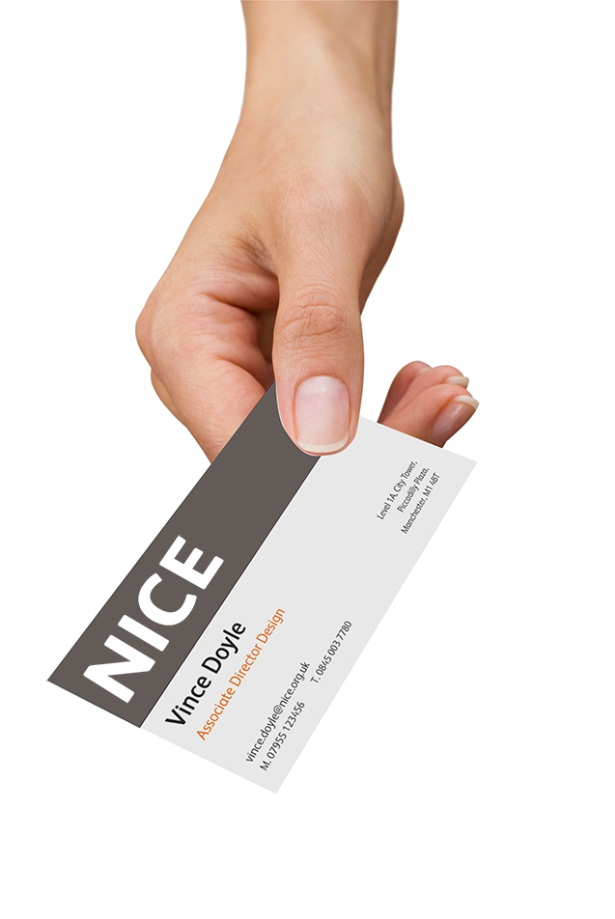 NICE
Vince Doyle
Associate Director Design
vince.doyle@nice.org.uk
M. 07955 123456 T. 0845 003 7780
Level 1A, City Tower,
Piccadilly Plaza,
Manchester, M1 4BT